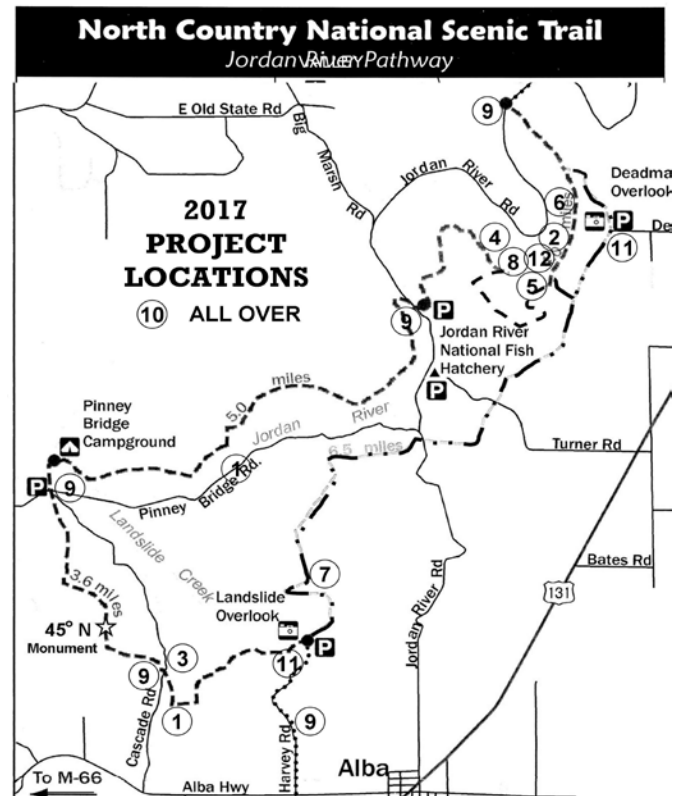 North Country National Scenic Trail
Jordan River Pathway
VALLEY
E Old State Rd
Big Marsh Rd
Jordan River Rd
9
Deadma
Overlook
6
miles
P
De
2017
PROJECT
LOCATIONS
10 ALL OVER
4
2
8
12
11
5
9
P
Jordan River
National Fish
Hatchery
P
miles
5.0
Jordan River
Pinney
Bridge
Campground
6.5 miles
Turner Rd
P
9
Pinney Bridge Rd.
Landslide Creek
3.6 miles
7
Bates Rd
131
Landslide
Overlook
Jordan River Rd
45° N
Monument
P
3
9
11
1
9
Cascade Rd
Harvey Rd
Alba
To M-66
Alba Hwy